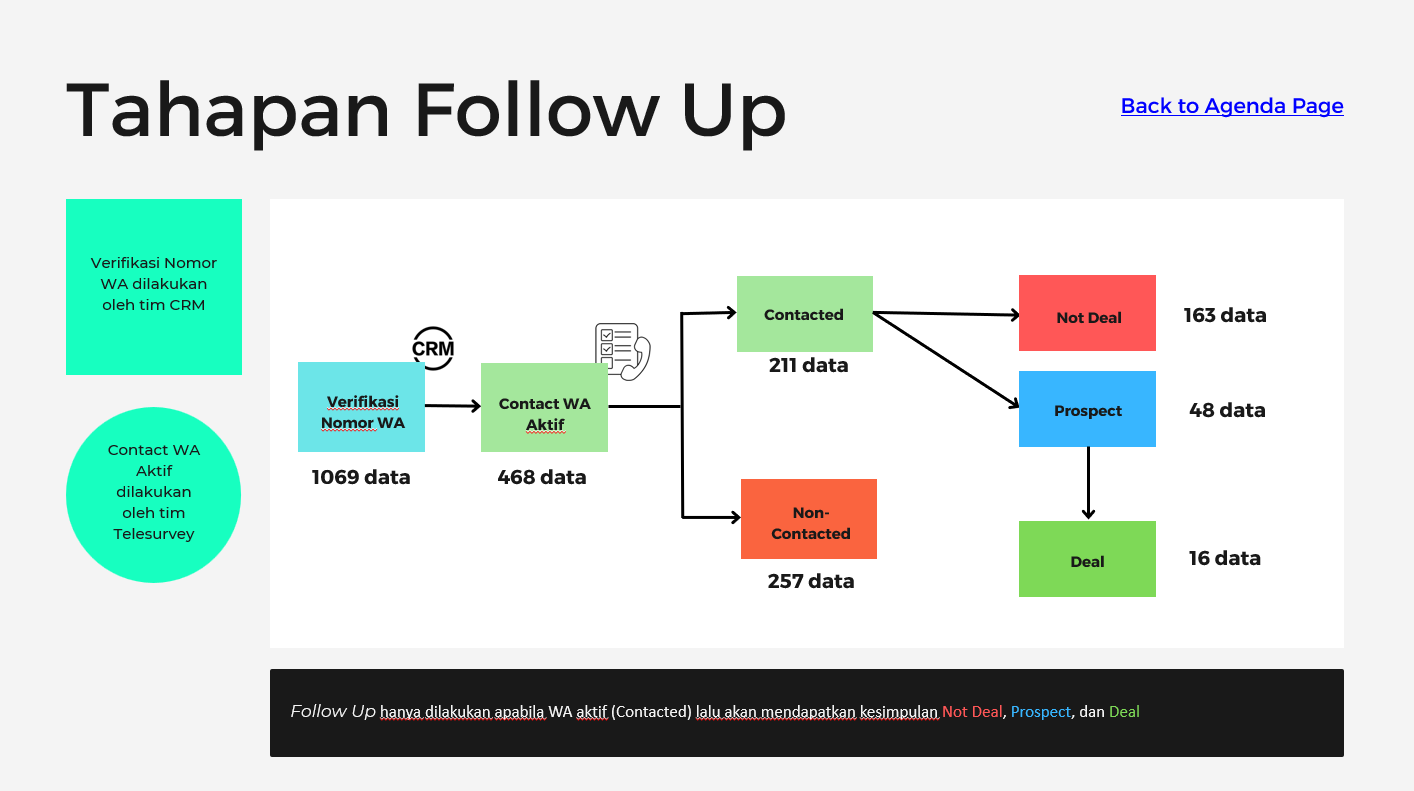 Tahapan Follow Up
Back to Agenda Page
Verifikasi Nomor
WA dilakukan
oleh tim CRM
Contact WA
Aktif
dilakukan
oleh tim
Telesurvey
CRM
Verifikasi
Nomor WA
1069 data
Contact WA
Aktif
468 data
Contacted
211 data
Non-
Contacted
257 data
Not Deal
163 data
Prospect
48 data
Deal
16 data
Follow Up hanya dilakukan apabila WA aktif (Contacted) lalu akan mendapatkan kesimpulan Not Deal, Prospect, dan Deal